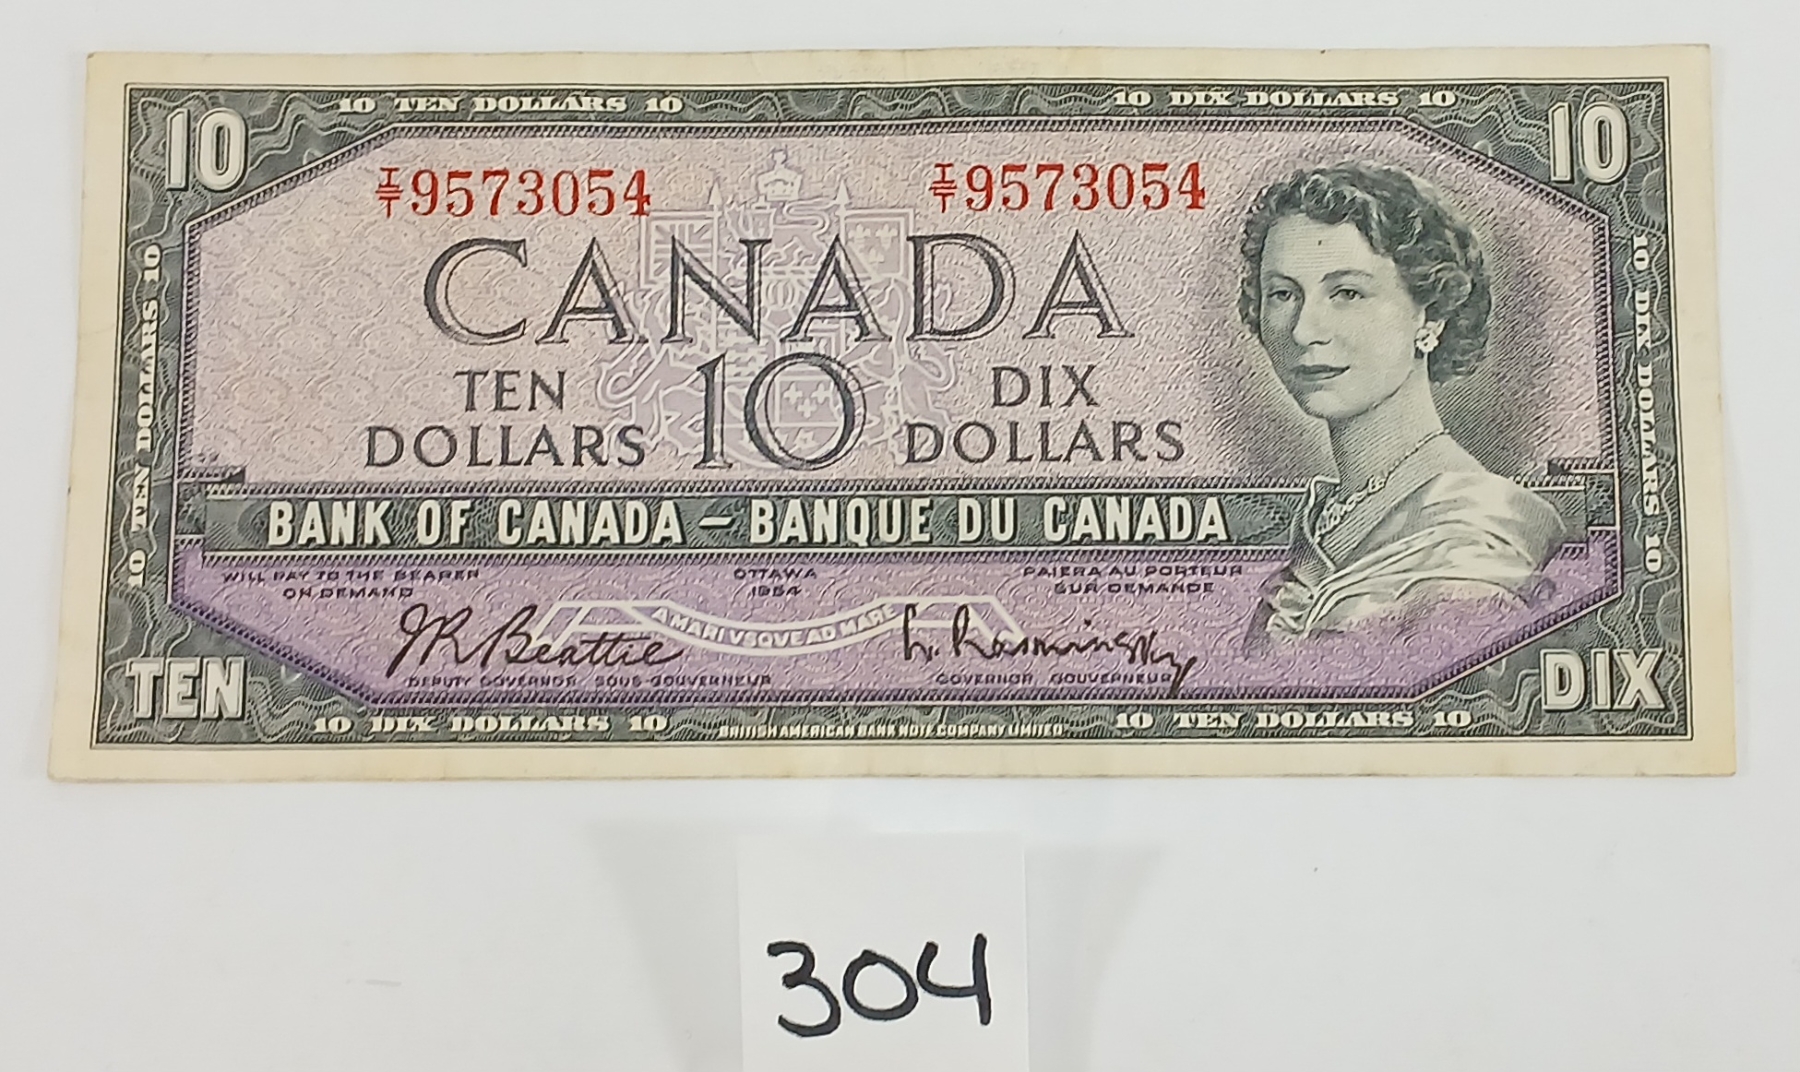 10 TEN DOLLARS 10 10 DIX DOLLARS 10
10 10
I/T 9573054 I/T 9573054
CANADA
TEN 10 DIX
DOLLARS DOLLARS
10 TEN DOLLARS 10
10 DIX DOLLARS 10
BANK OF CANADA – BANQUE DU CANADA
WILL PAY TO THE BEARER OTTAWA PAIERA AU PORTEUR
ON DEMAND 1954 SUR DEMANDE
A MARI VSQVE AD MARE
J.R. Beattie L. Rasminsky
DEPUTY GOVERNOR SOUS-GOUVERNEUR GOVERNOR GOUVERNEUR
TEN DIX
10 DIX DOLLARS 10 BRITISH AMERICAN BANK NOTE COMPANY LIMITED 10 TEN DOLLARS 10
304